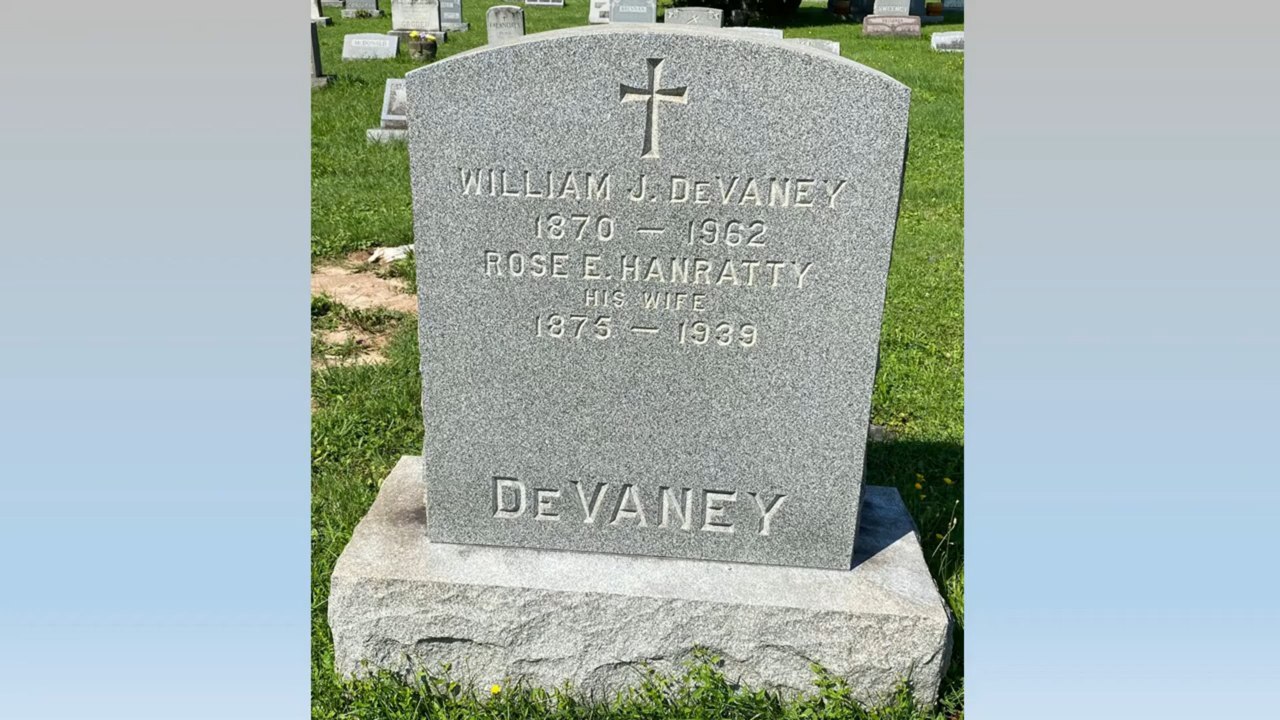 WILLIAM J. DEVANEY
1870 — 1962
ROSE E. HANRATTY
HIS WIFE
1875 — 1939
DEVANEY